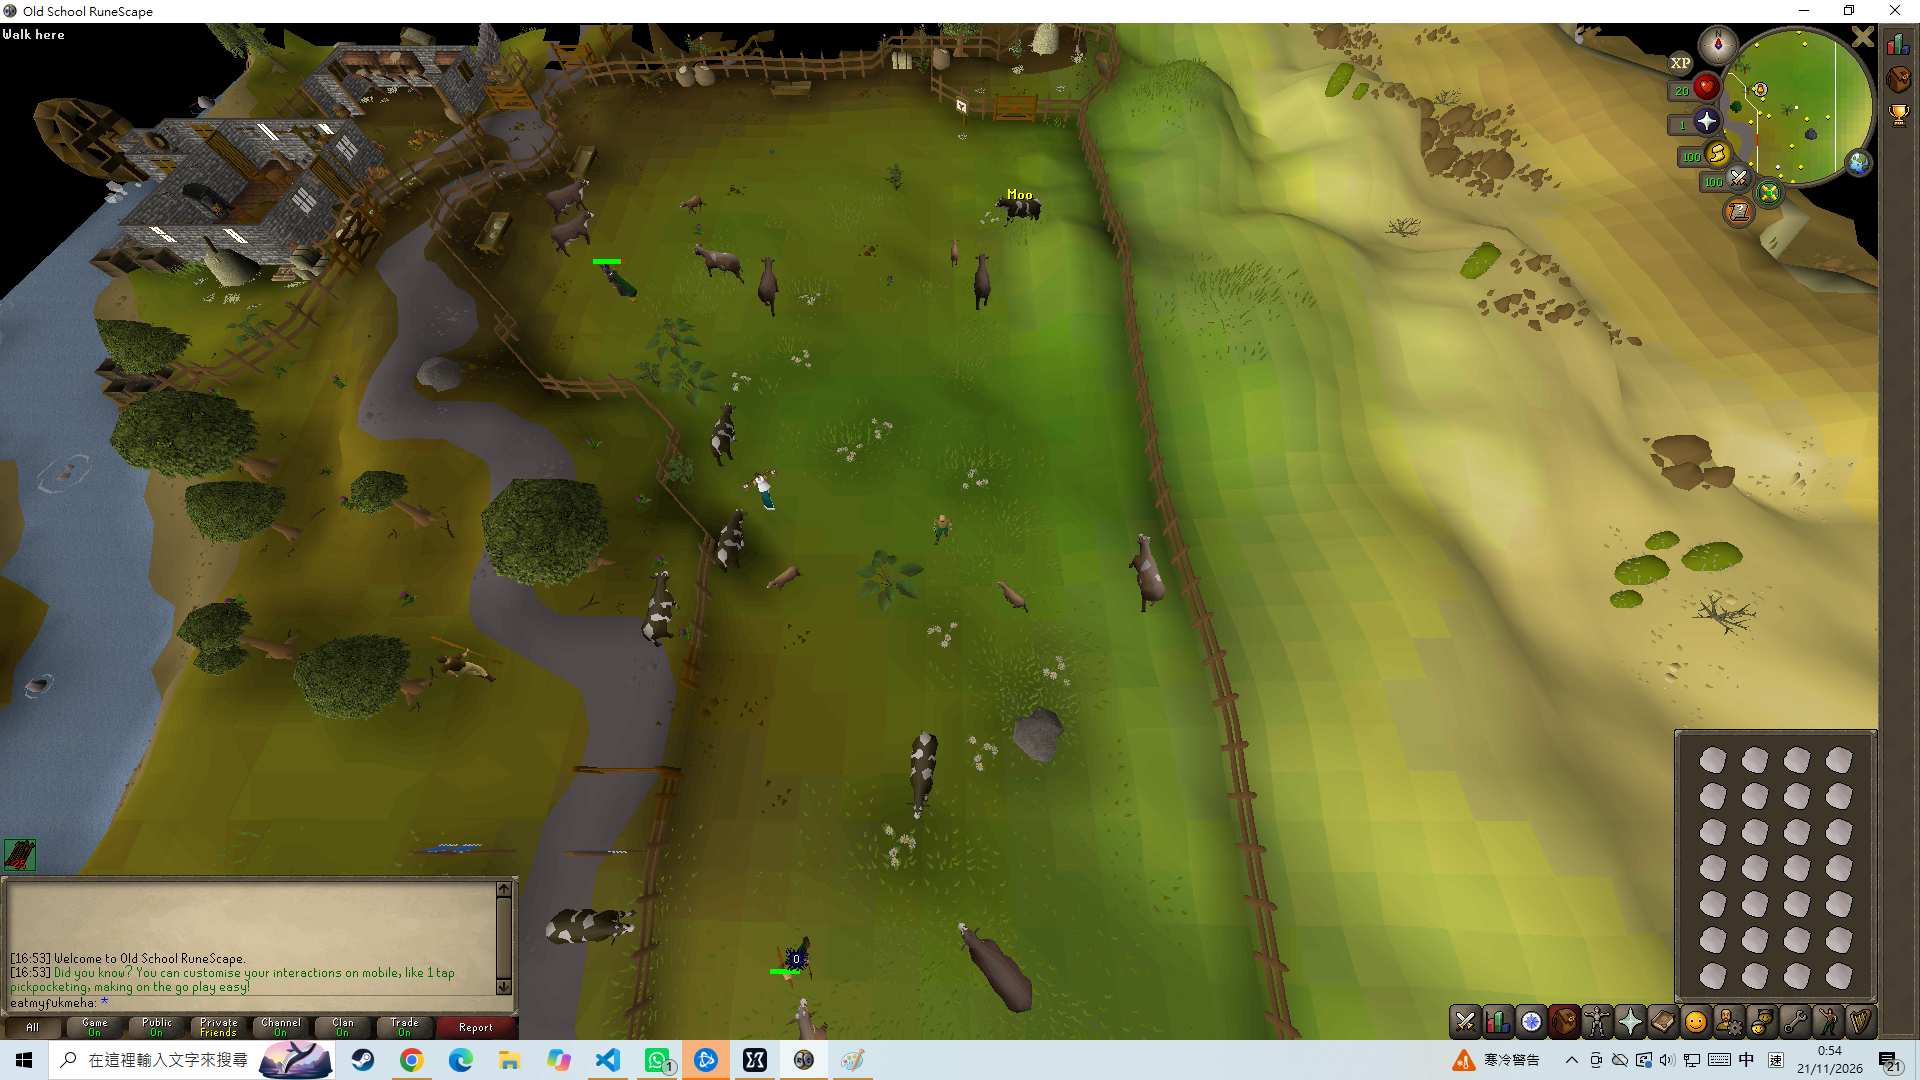 Old School RuneScape
Walk here
N
XP
20
1
100
100
Moo
25
0
[16:53] Welcome to Old School RuneScape.
[16:53] Did you know? You can customise your interactions on mobile, like 1 tap
pickpocketing, making on the go play easy!
eatmyfukmeha: *
All
Game
On
Public
On
Private
Friends
Channel
On
Clan
On
Trade
On
Report
在這裡輸入文字來搜尋
1
寒冷警告
中
速
0:54
21/11/2026
21